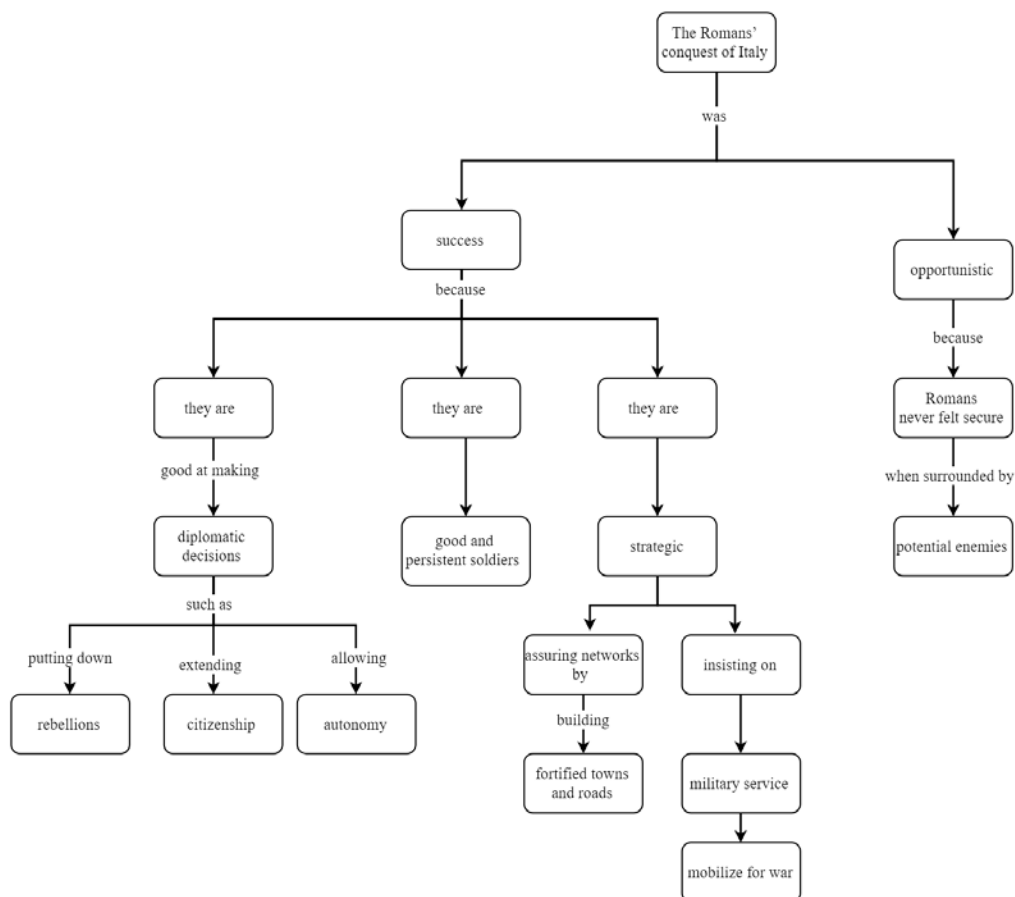 The Romans'
conquest of Italy
was
success
opportunistic
because
because
they are
they are
they are
Romans
never felt secure
good at making
when surrounded by
diplomatic
decisions
good and
persistent soldiers
strategic
potential enemies
such as
putting down
extending
allowing
assuring networks
by
insisting on
rebellions
citizenship
autonomy
building
fortified towns
and roads
military service
mobilize for war